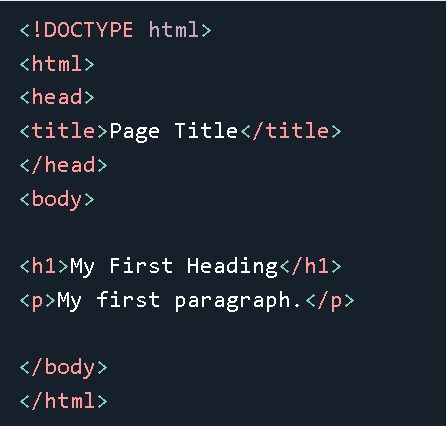 <!DOCTYPE html>
<html>
<head>
<title>Page Title</title>
</head>
<body>
<h1>My First Heading</h1>
<p>My first paragraph.</p>
</body>
</html>